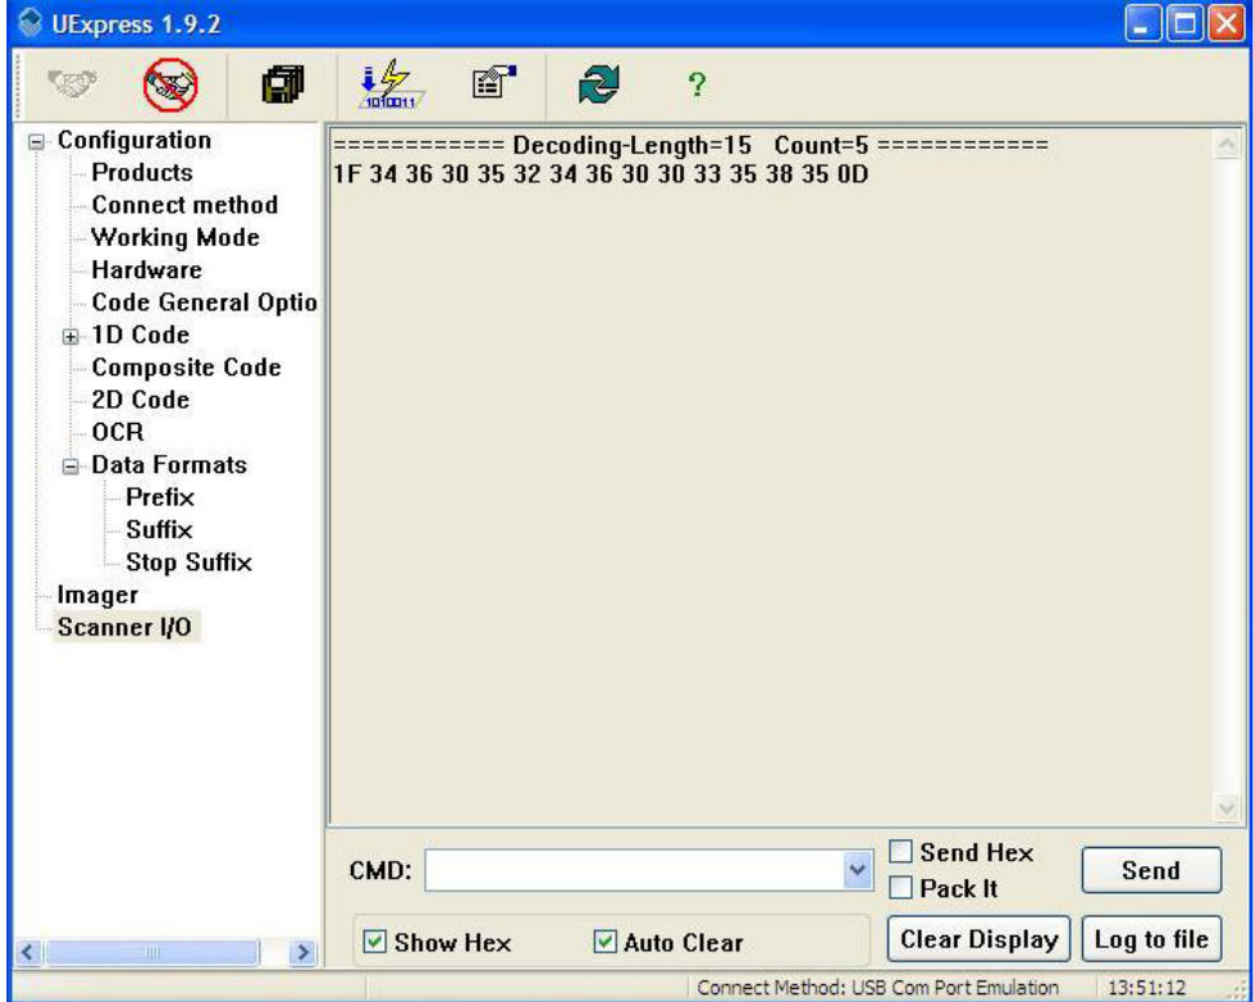 UExpress 1.9.2
1010011
?
Configuration
Products
Connect method
Working Mode
Hardware
Code General Optio
1D Code
Composite Code
2D Code
OCR
Data Formats
Prefix
Suffix
Stop Suffix
Imager
Scanner I/O
============ Decoding-Length=15 Count=5 ============
1F 34 36 30 35 32 34 36 30 30 33 35 38 35 0D
CMD:
Send Hex
Pack It
Send
Show Hex
Auto Clear
Clear Display
Log to file
Connect Method: USB Com Port Emulation
13:51:12